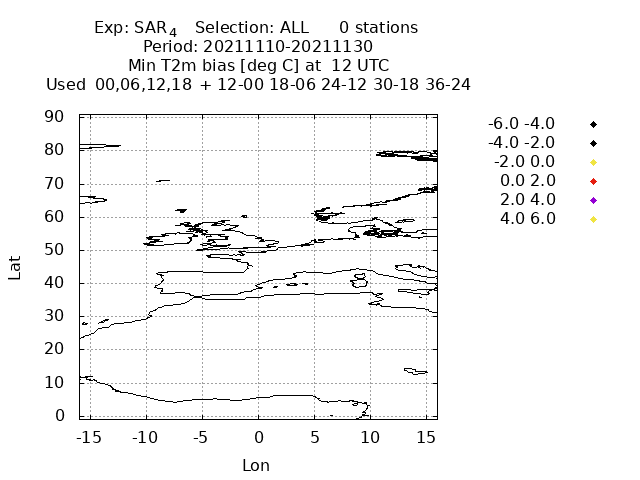 Exp: SAR4 Selection: ALL 0 stations
Period: 20211110-20211130
Min T2m bias [deg C] at 12 UTC
Used 00,06,12,18 + 12-00 18-06 24-12 30-18 36-24
90
80
70
60
50
40
30
20
10
0
Lat
-15 -10 -5 0 5 10 15
Lon
-6.0 -4.0
-4.0 -2.0
-2.0 0.0
0.0 2.0
2.0 4.0
4.0 6.0